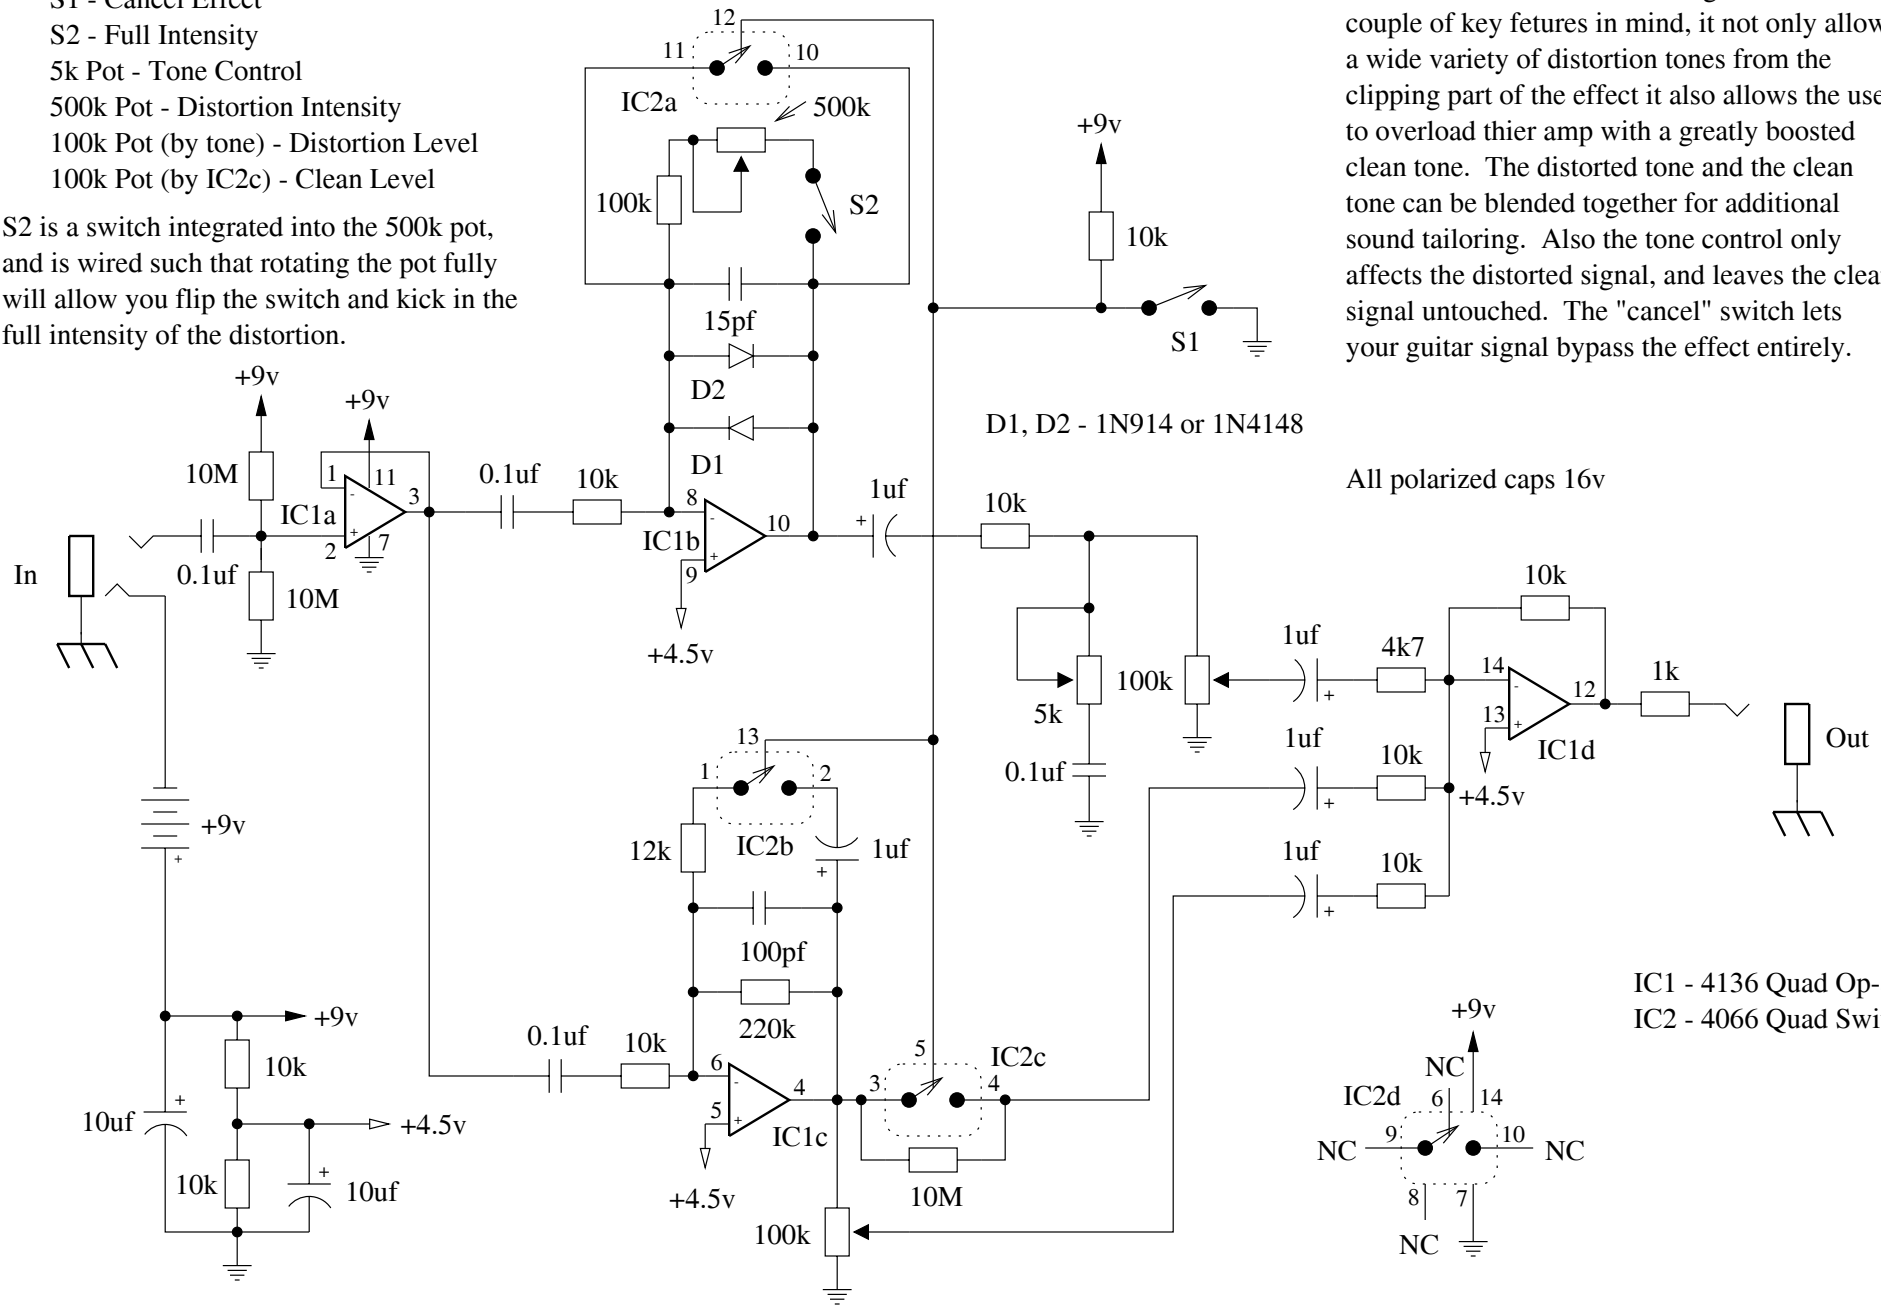 S1 - Cancel Effect
S2 - Full Intensity
5k Pot - Tone Control
500k Pot - Distortion Intensity
100k Pot (by tone) - Distortion Level
100k Pot (by IC2c) - Clean Level
S2 is a switch integrated into the 500k pot,
and is wired such that rotating the pot fully
will allow you flip the switch and kick in the
full intensity of the distortion.
couple of key fetures in mind, it not only allow
a wide variety of distortion tones from the
clipping part of the effect it also allows the use
to overload thier amp with a greatly boosted
clean tone. The distorted tone and the clean
tone can be blended together for additional
sound tailoring. Also the tone control only
affects the distorted signal, and leaves the clea
signal untouched. The "cancel" switch lets
your guitar signal bypass the effect entirely.
12
11
10
IC2a
500k
100k
S2
15pf
D2
D1
+9v
10k
S1
D1, D2 - 1N914 or 1N4148
All polarized caps 16v
+9v
+9v
10M
1
-
11
3
IC1a
+
2
7
In
0.1uf
10M
0.1uf
10k
8
-
10
IC1b
+
9
+4.5v
1uf
+
10k
5k
0.1uf
100k
1uf
+
4k7
10k
14
-
12
13
+
IC1d
+4.5v
1k
Out
1uf
+
10k
1uf
+
10k
13
1
2
IC2b
12k
1uf
+
100pf
220k
0.1uf
10k
6
-
4
5
+
IC1c
+4.5v
5
IC2c
3
4
10M
100k
+9v
+
+9v
10k
10uf
+
+4.5v
10k
+
10uf
IC1 - 4136 Quad Op-
IC2 - 4066 Quad Swi
+9v
NC
IC2d
6
14
NC
9
10
NC
8
7
NC